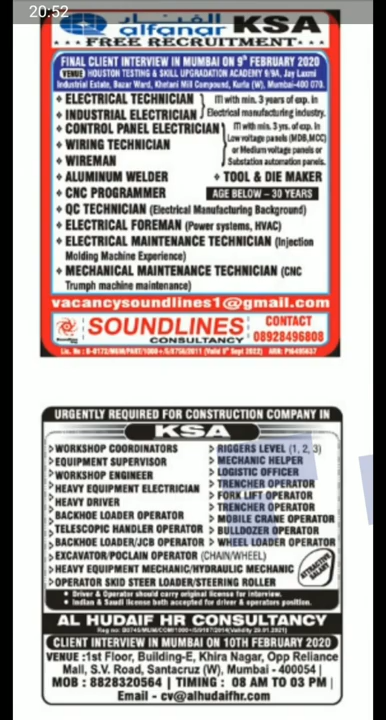 20:52
الفنار alfanar KSA
FREE RECRUITMENT
FINAL CLIENT INTERVIEW IN MUMBAI ON 9th FEBRUARY 2020
VENUE HOUSTON TESTING & SKILL UPGRADATION ACADEMY 9/9A, Jay Laxmi
Industrial Estate, Bazar Ward, Khetani Mill Compound, Kurla (W), Mumbai-400 070.
ELECTRICAL TECHNICIAN ITI with min. 3 years of exp. in
INDUSTRIAL ELECTRICIAN Electrical manufacturing industry.
CONTROL PANEL ELECTRICIAN ITI with min. 3 yrs. of exp. in
WIRING TECHNICIAN Low voltage panels (MDB,MCC)
WIREMAN or Medium voltage panels or
Substation automation panels.
ALUMINUM WELDER TOOL & DIE MAKER
CNC PROGRAMMER AGE BELOW – 30 YEARS
QC TECHNICIAN (Electrical Manufacturing Background)
ELECTRICAL FOREMAN (Power systems, HVAC)
ELECTRICAL MAINTENANCE TECHNICIAN (Injection
Molding Machine Experience)
MECHANICAL MAINTENANCE TECHNICIAN (CNC
Trumph machine maintenance)
vacancysoundlines1@gmail.com
SOUNDLINES CONTACT
CONSULTANCY 08928496808
URGENTLY REQUIRED FOR CONSTRUCTION COMPANY IN
KSA
WORKSHOP COORDINATORS RIGGERS LEVEL (1, 2, 3)
EQUIPMENT SUPERVISOR MECHANIC HELPER
WORKSHOP ENGINEER LOGISTIC OFFICER
HEAVY EQUIPMENT ELECTRICIAN TRENCHER OPERATOR
HEAVY DRIVER FORK LIFT OPERATOR
BACKHOE LOADER OPERATOR TRENCHER OPERATOR
TELESCOPIC HANDLER OPERATOR MOBILE CRANE OPERATOR
BACKHOE LOADER/JCB OPERATOR BULLDOZER OPERATOR
EXCAVATOR/POCLAIN OPERATOR (CHAIN/WHEEL) WHEEL LOADER OPERATOR
HEAVY EQUIPMENT MECHANIC/HYDRAULIC MECHANIC
OPERATOR SKID STEER LOADER/STEERING ROLLER
ATTRACTIVE SALARY
Driver & Operator should carry original license for interview.
Indian & Saudi license both accepted for driver & operators position.
AL HUDAIF HR CONSULTANCY
CLIENT INTERVIEW IN MUMBAI ON 10TH FEBRUARY 2020
VENUE :1st Floor, Building-E, Khira Nagar, Opp Reliance
Mall, S.V. Road, Santacruz (W), Mumbai - 400054
MOB : 8828320564 | TIMING : 08 AM TO 03 PM
Email - cv@alhudaifhr.com